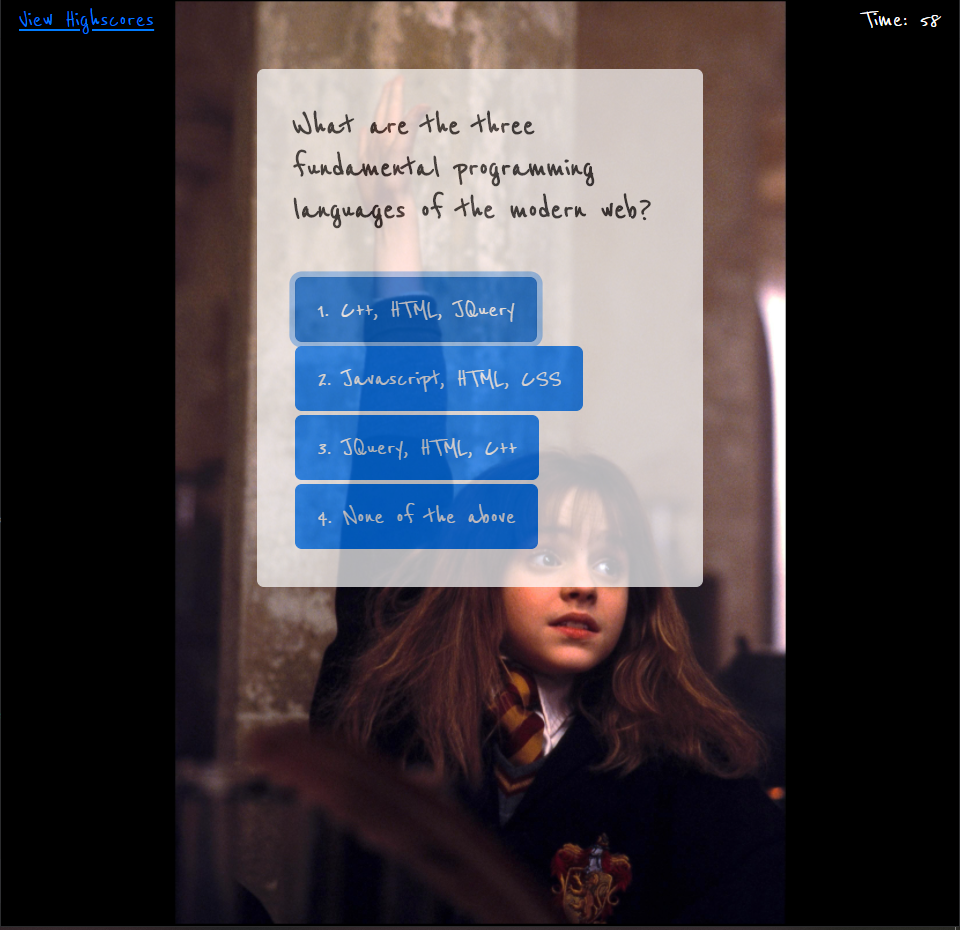 View Highscores
Time: 58
What are the three
fundamental programming
languages of the modern web?
1. C++, HTML, JQuery
2. Javascript, HTML, CSS
3. JQuery, HTML, C++
4. None of the above